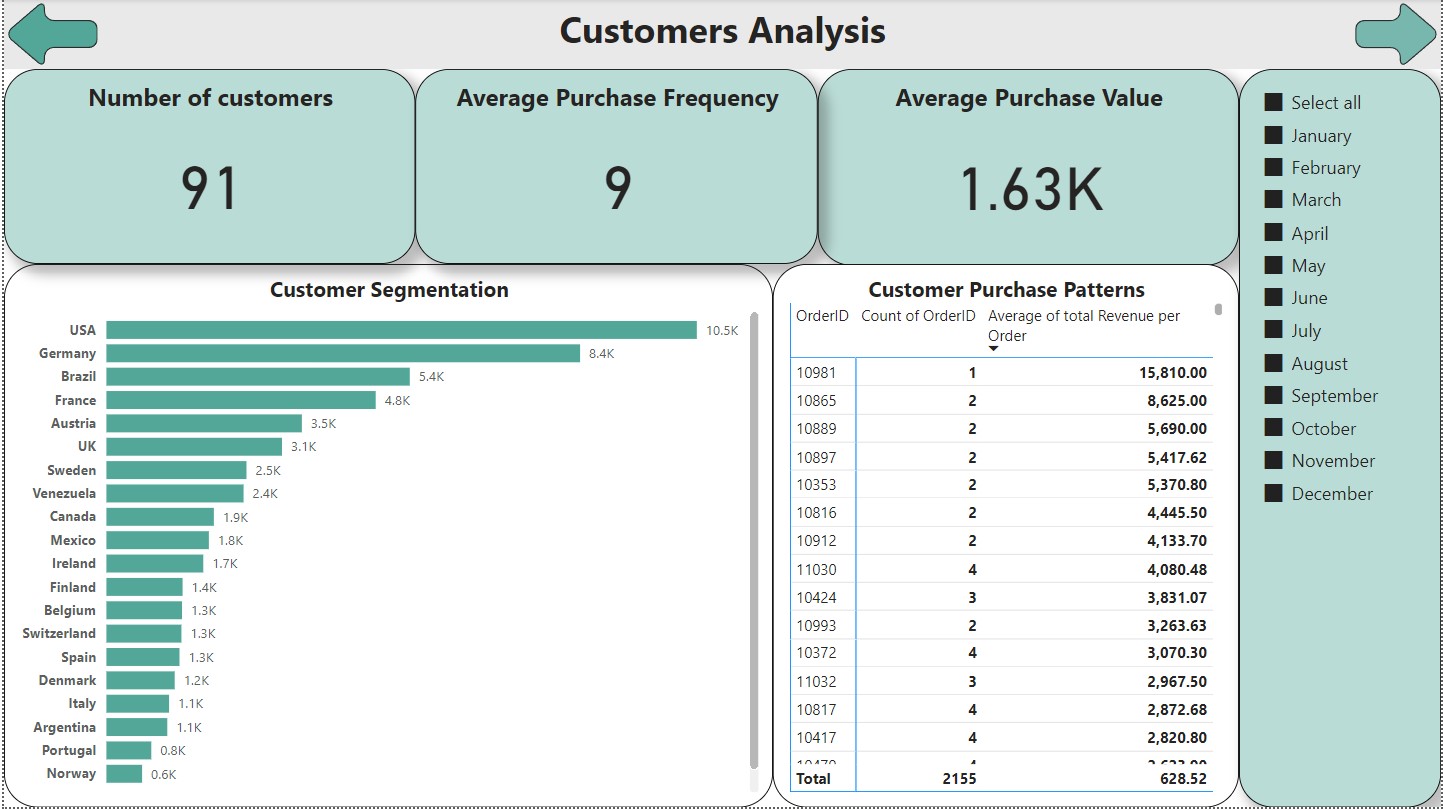 Customers Analysis
Number of customers
91
Average Purchase Frequency
9
Average Purchase Value
1.63K
Select all
January
February
March
April
May
June
July
August
September
October
November
December
Customer Segmentation
USA 10.5K
Germany 8.4K
Brazil 5.4K
France 4.8K
Austria 3.5K
UK 3.1K
Sweden 2.5K
Venezuela 2.4K
Canada 1.9K
Mexico 1.8K
Ireland 1.7K
Finland 1.4K
Belgium 1.3K
Switzerland 1.3K
Spain 1.3K
Denmark 1.2K
Italy 1.1K
Argentina 1.1K
Portugal 0.8K
Norway 0.6K
Customer Purchase Patterns
OrderID Count of OrderID Average of total Revenue per
Order
10981 1 15,810.00
10865 2 8,625.00
10889 2 5,690.00
10897 2 5,417.62
10353 2 5,370.80
10816 2 4,445.50
10912 2 4,133.70
11030 4 4,080.48
10424 3 3,831.07
10993 2 3,263.63
10372 4 3,070.30
11032 3 2,967.50
10817 4 2,872.68
10417 4 2,820.80
Total 2155 628.52